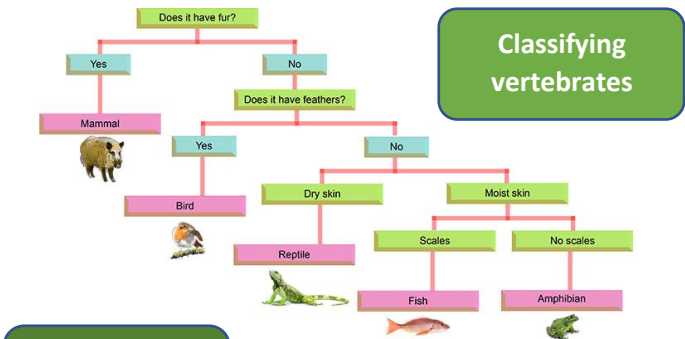 Does it have fur?
Classifying
vertebrates
Yes
No
Does it have feathers?
Mammal
Yes
No
Dry skin
Moist skin
Bird
Scales
No scales
Reptile
Fish
Amphibian